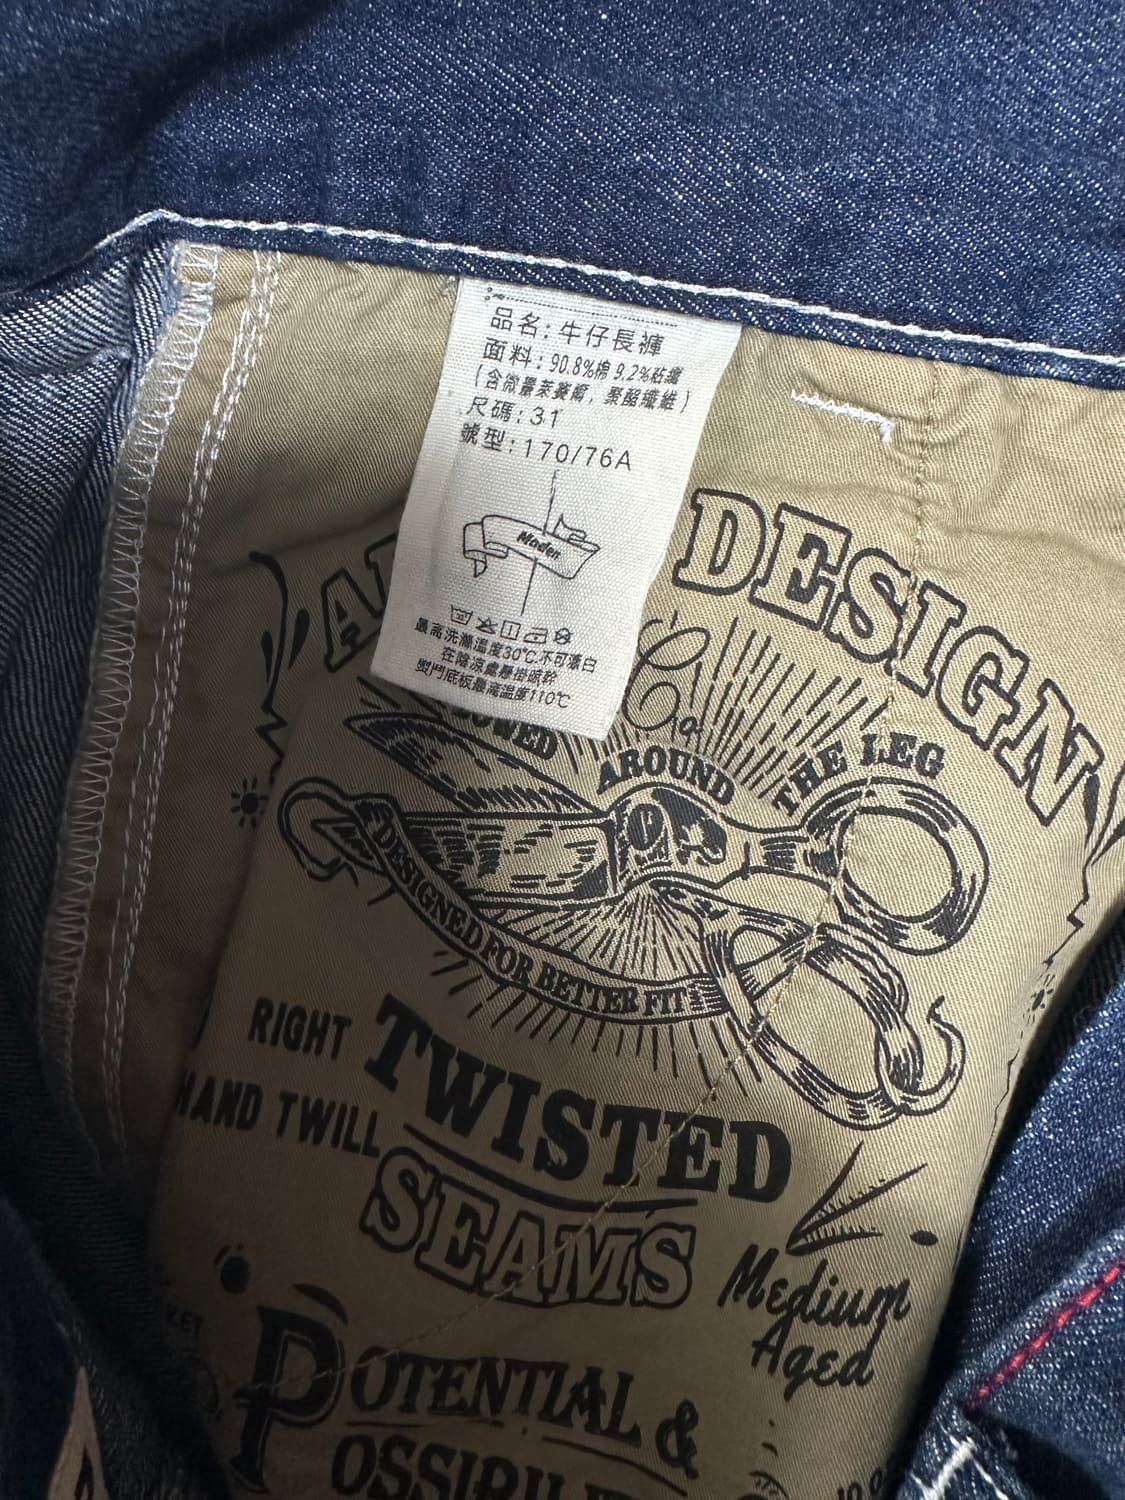 品名:牛仔長褲
面料:90.8%棉 9.2%粘纖
(含微量萊賽爾,聚酯纖維)
尺碼:31
號型:170/76A
Maden
最高洗滌溫度30℃不可漂白
在陰涼處懸掛晾幹
熨鬥底板最高溫度110℃
DESIGN
AROUND THE LEG
DESIGNED FOR BETTER FIT
RIGHT
HAND TWILL
TWISTED
SEAMS
Medium
Aged
POTENTIAL &